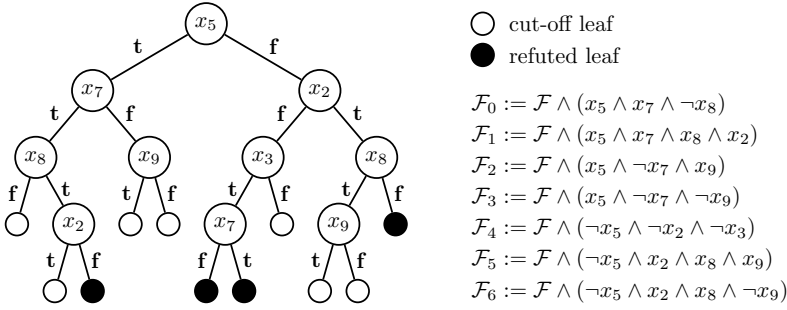 x₅
t f
x₇ x₂
t f f t
x₈ x₉ x₃ x₈
f t t f t f t f
x₂ x₇ x₉
t f f t t f
cut-off leaf
refuted leaf
ℱ₀ := ℱ ∧ (x₅ ∧ x₇ ∧ ¬x₈)
ℱ₁ := ℱ ∧ (x₅ ∧ x₇ ∧ x₈ ∧ x₂)
ℱ₂ := ℱ ∧ (x₅ ∧ ¬x₇ ∧ x₉)
ℱ₃ := ℱ ∧ (x₅ ∧ ¬x₇ ∧ ¬x₉)
ℱ₄ := ℱ ∧ (¬x₅ ∧ ¬x₂ ∧ ¬x₃)
ℱ₅ := ℱ ∧ (¬x₅ ∧ x₂ ∧ x₈ ∧ x₉)
ℱ₆ := ℱ ∧ (¬x₅ ∧ x₂ ∧ x₈ ∧ ¬x₉)